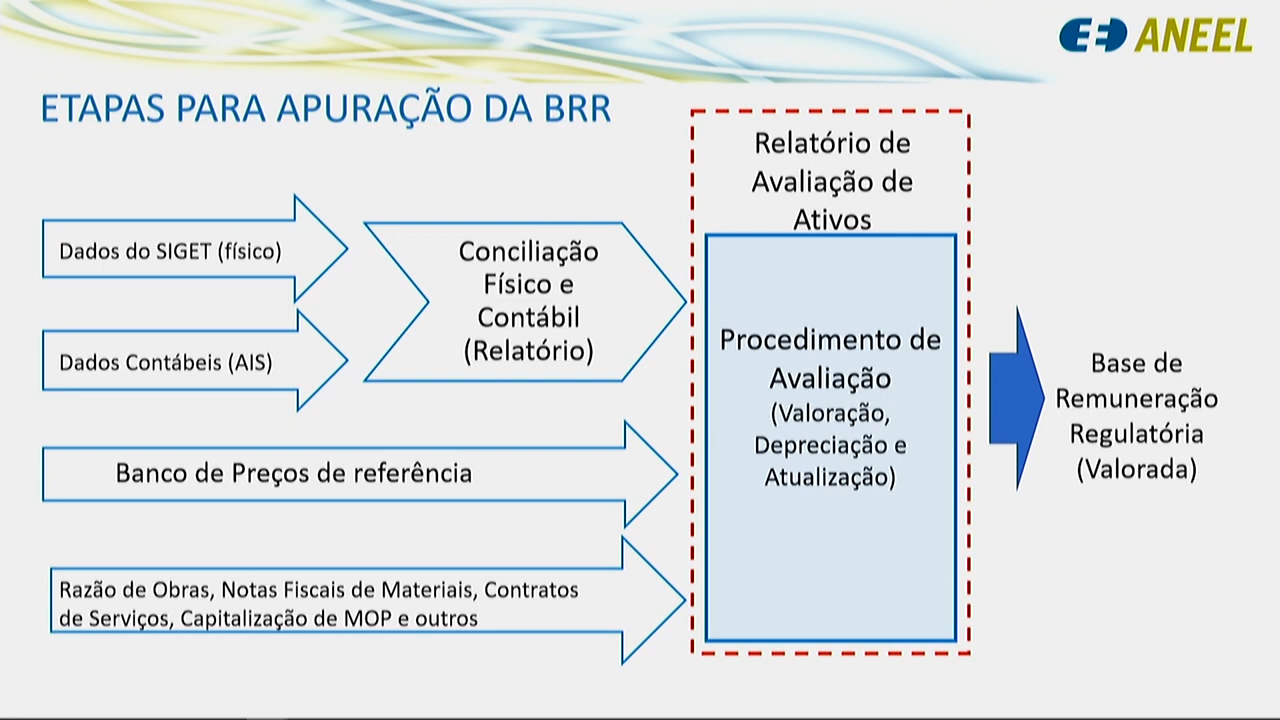 ANEEL
ETAPAS PARA APURAÇÃO DA BRR
Dados do SIGET (físico)
Dados Contábeis (AIS)
Conciliação
Físico e
Contábil
(Relatório)
Banco de Preços de referência
Razão de Obras, Notas Fiscais de Materiais, Contratos
de Serviços, Capitalização de MOP e outros
Relatório de
Avaliação de
Ativos
Procedimento de
Avaliação
(Valoração,
Depreciação e
Atualização)
Base de
Remuneração
Regulatória
(Valorada)